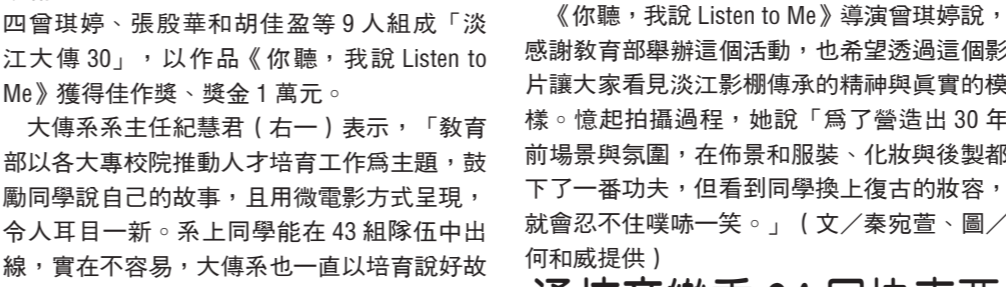 四曾琪婷、張殷華和胡佳盈等 9 人組成「淡
江大傳 30」，以作品《你聽，我說 Listen to
Me》獲得佳作獎、獎金 1 萬元。
大傳系系主任紀慧君（右一）表示，「教育
部以各大專校院推動人才培育工作為主題，鼓
勵同學說自己的故事，且用微電影方式呈現，
令人耳目一新。系上同學能在 43 組隊伍中出
線，實在不容易，大傳系也一直以培育說好故
《你聽，我說 Listen to Me》導演曾琪婷說，
感謝教育部舉辦這個活動，也希望透過這個影
片讓大家看見淡江影棚傳承的精神與真實的模
樣。憶起拍攝過程，她說「為了營造出 30 年
前場景與氛圍，在佈景和服裝、化妝與後製都
下了一番功夫，但看到同學換上復古的妝容，
就會忍不住噗哧一笑。」（文／秦宛萱、圖／
何和威提供）